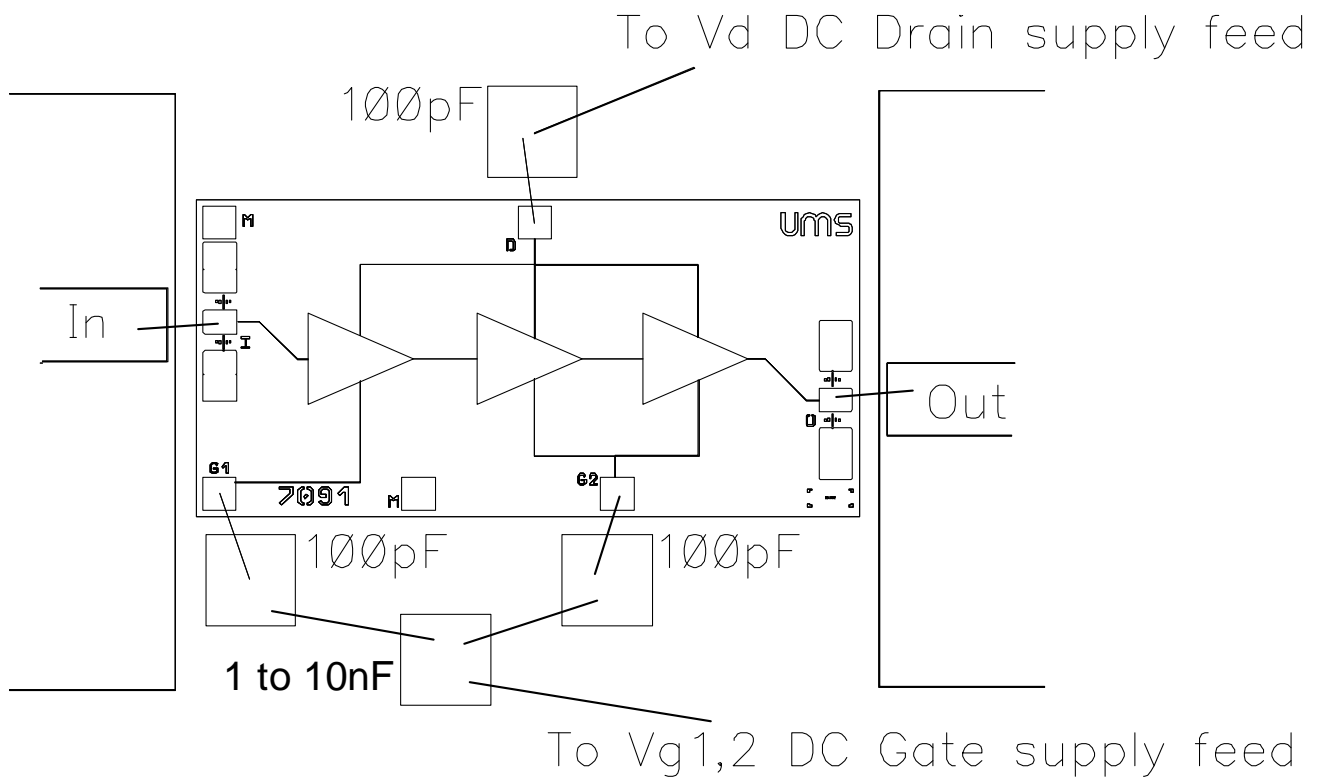 To Vd DC Drain supply feed
100pF
M
UMS
D
In
I
Out
O
G1
7091
M
G2
100pF
100pF
1 to 10nF
To Vg1,2 DC Gate supply feed